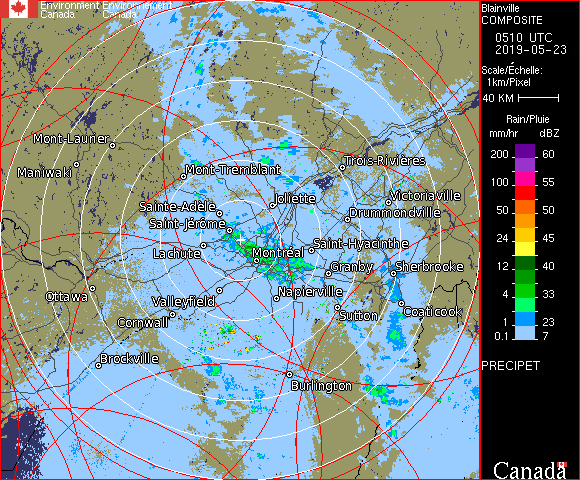 Environment Environnement
Canada Canada
Blainville
COMPOSITE
0510 UTC
2019-05-23
Scale/Échelle:
1km/Pixel
40 KM
Rain/Pluie
mm/hr dBZ
200 60
100 55
50 50
24 45
12 40
4 33
1 23
0.1 7
PRECIPET
Canada
Mont-Laurier
Maniwaki
Mont-Tremblant
Trois-Rivières
Joliette
Victoriaville
Sainte-Adèle
Drummondville
Saint-Jérôme
Saint-Hyacinthe
Lachute
Montréal
Granby
Sherbrooke
Ottawa
Valleyfield
Napierville
Cornwall
Sutton
Coaticook
Brockville
Burlington